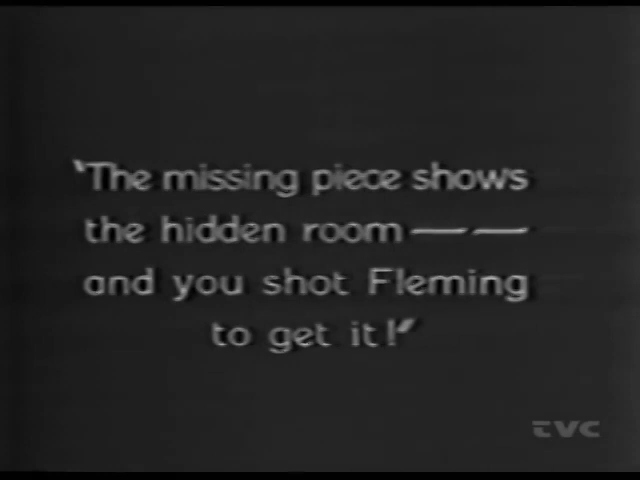 "The missing piece shows
the hidden room — —
and you shot Fleming
to get it!"
tvc